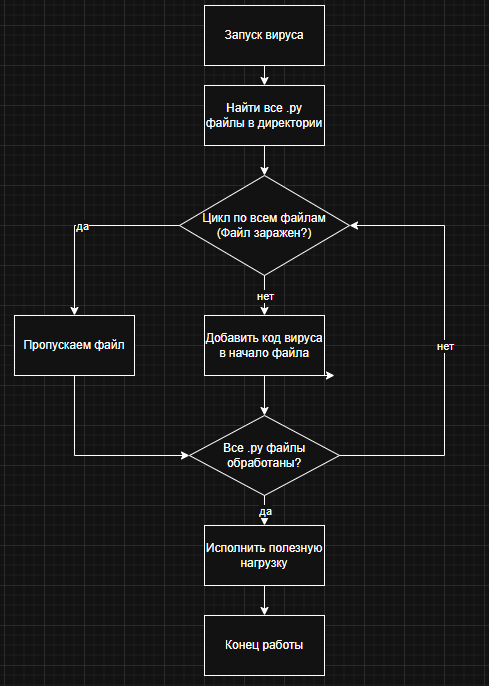 Запуск вируса
Найти все .py
файлы в директории
Цикл по всем файлам
(Файл заражен?)
да
нет
Пропускаем файл
Добавить код вируса
в начало файла
нет
Все .py файлы
обработаны?
да
Исполнить полезную
нагрузку
Конец работы